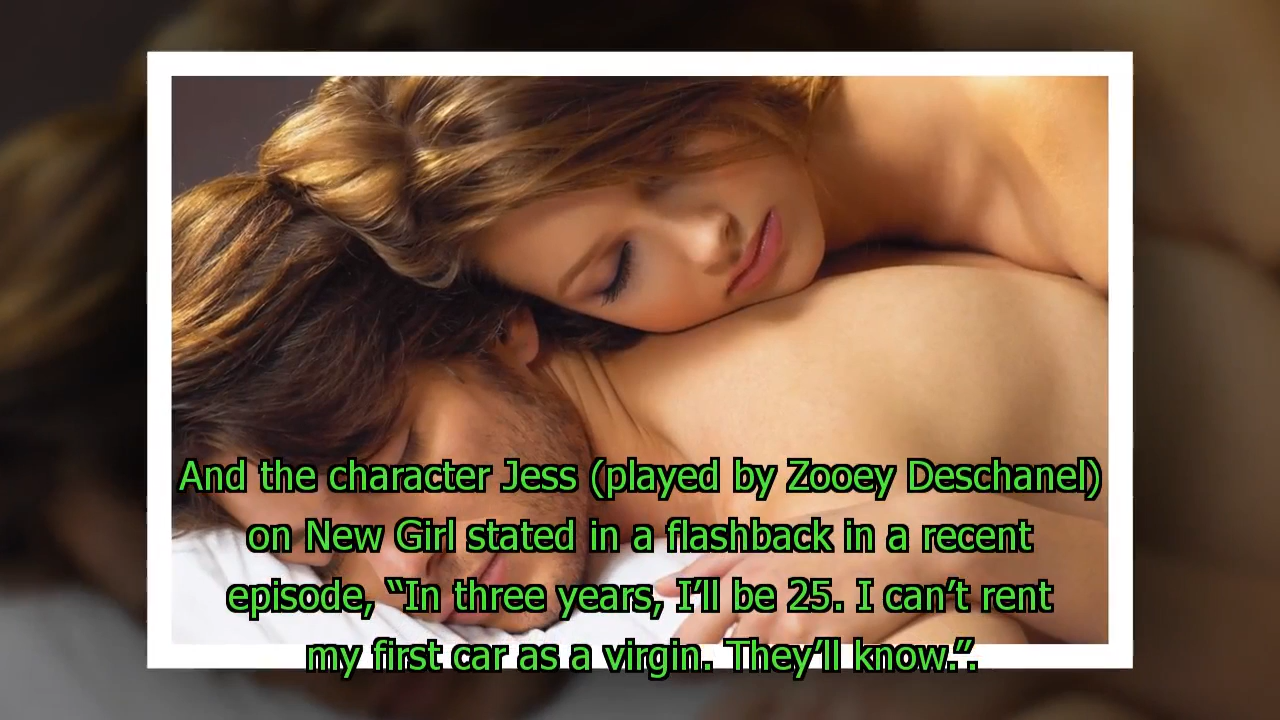 And the character Jess (played by Zooey Deschanel)
on New Girl stated in a flashback in a recent
episode, “In three years, I’ll be 25. I can’t rent
my first car as a virgin. They’ll know.”.